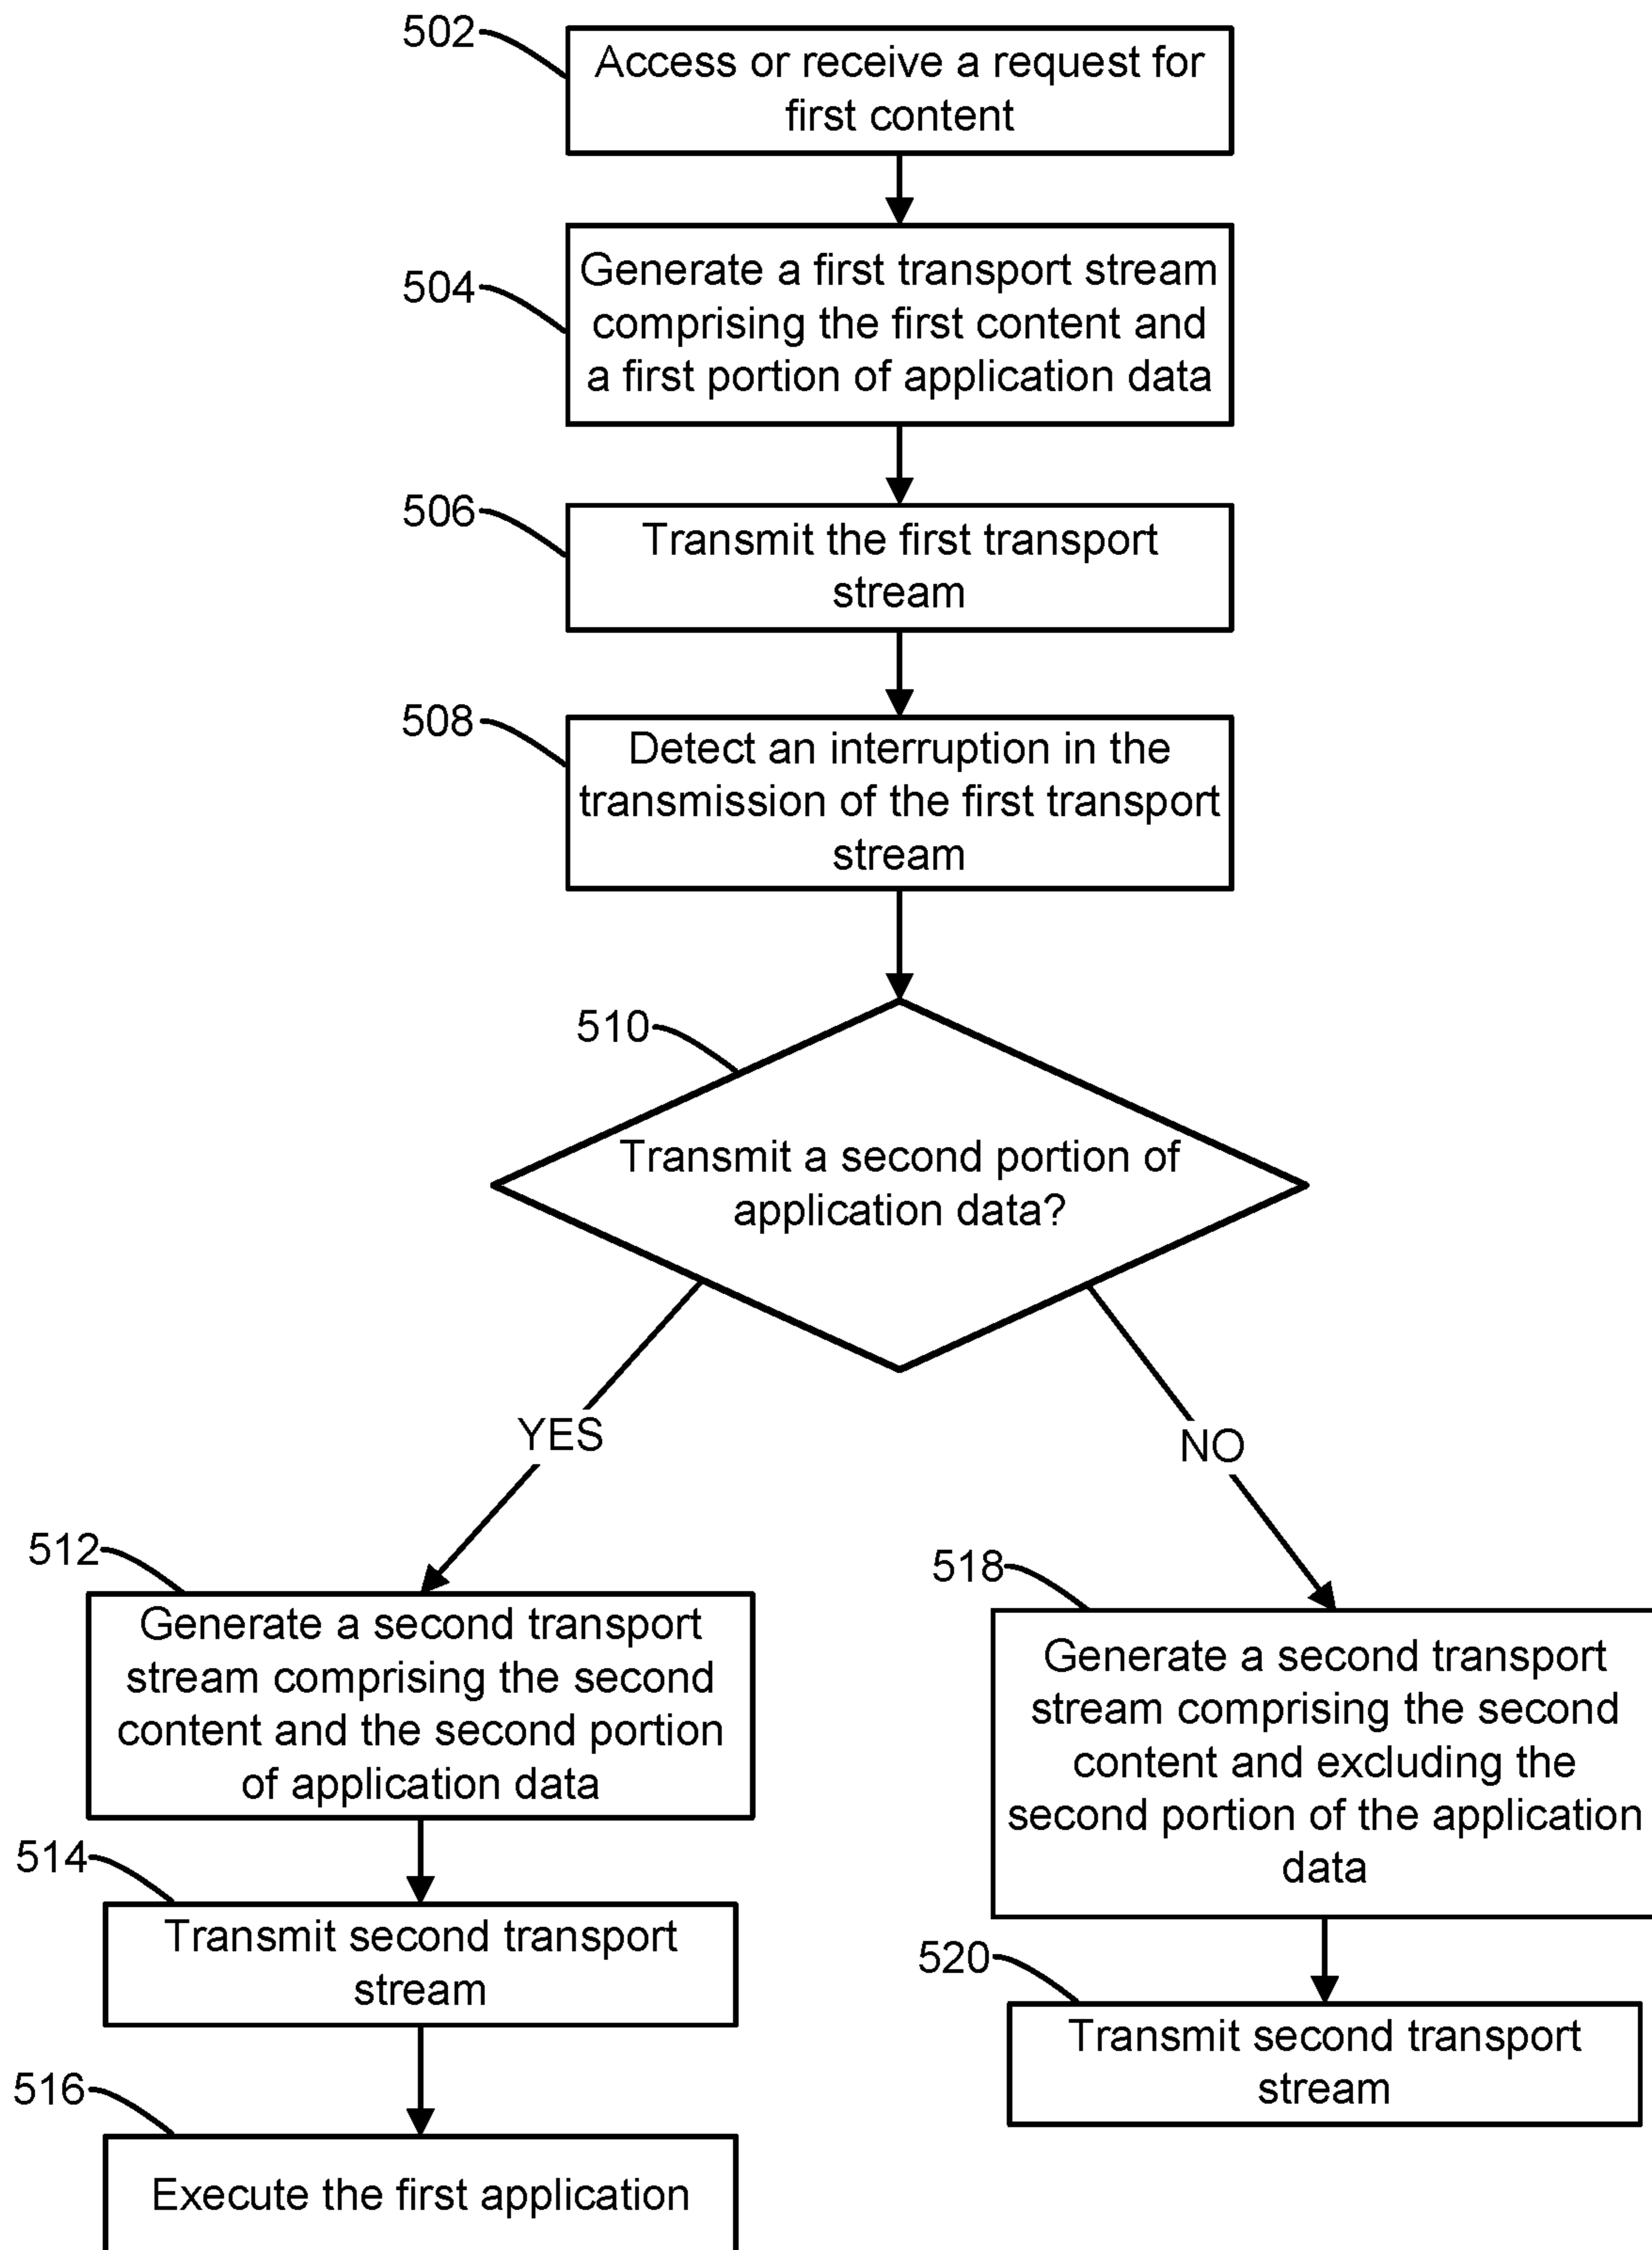 502
Access or receive a request for
first content
504
Generate a first transport stream
comprising the first content and
a first portion of application data
506
Transmit the first transport
stream
508
Detect an interruption in the
transmission of the first transport
stream
510
Transmit a second portion of
application data?
YES
NO
512
Generate a second transport
stream comprising the second
content and the second portion
of application data
514
Transmit second transport
stream
516
Execute the first application
518
Generate a second transport
stream comprising the second
content and excluding the
second portion of the application
data
520
Transmit second transport
stream